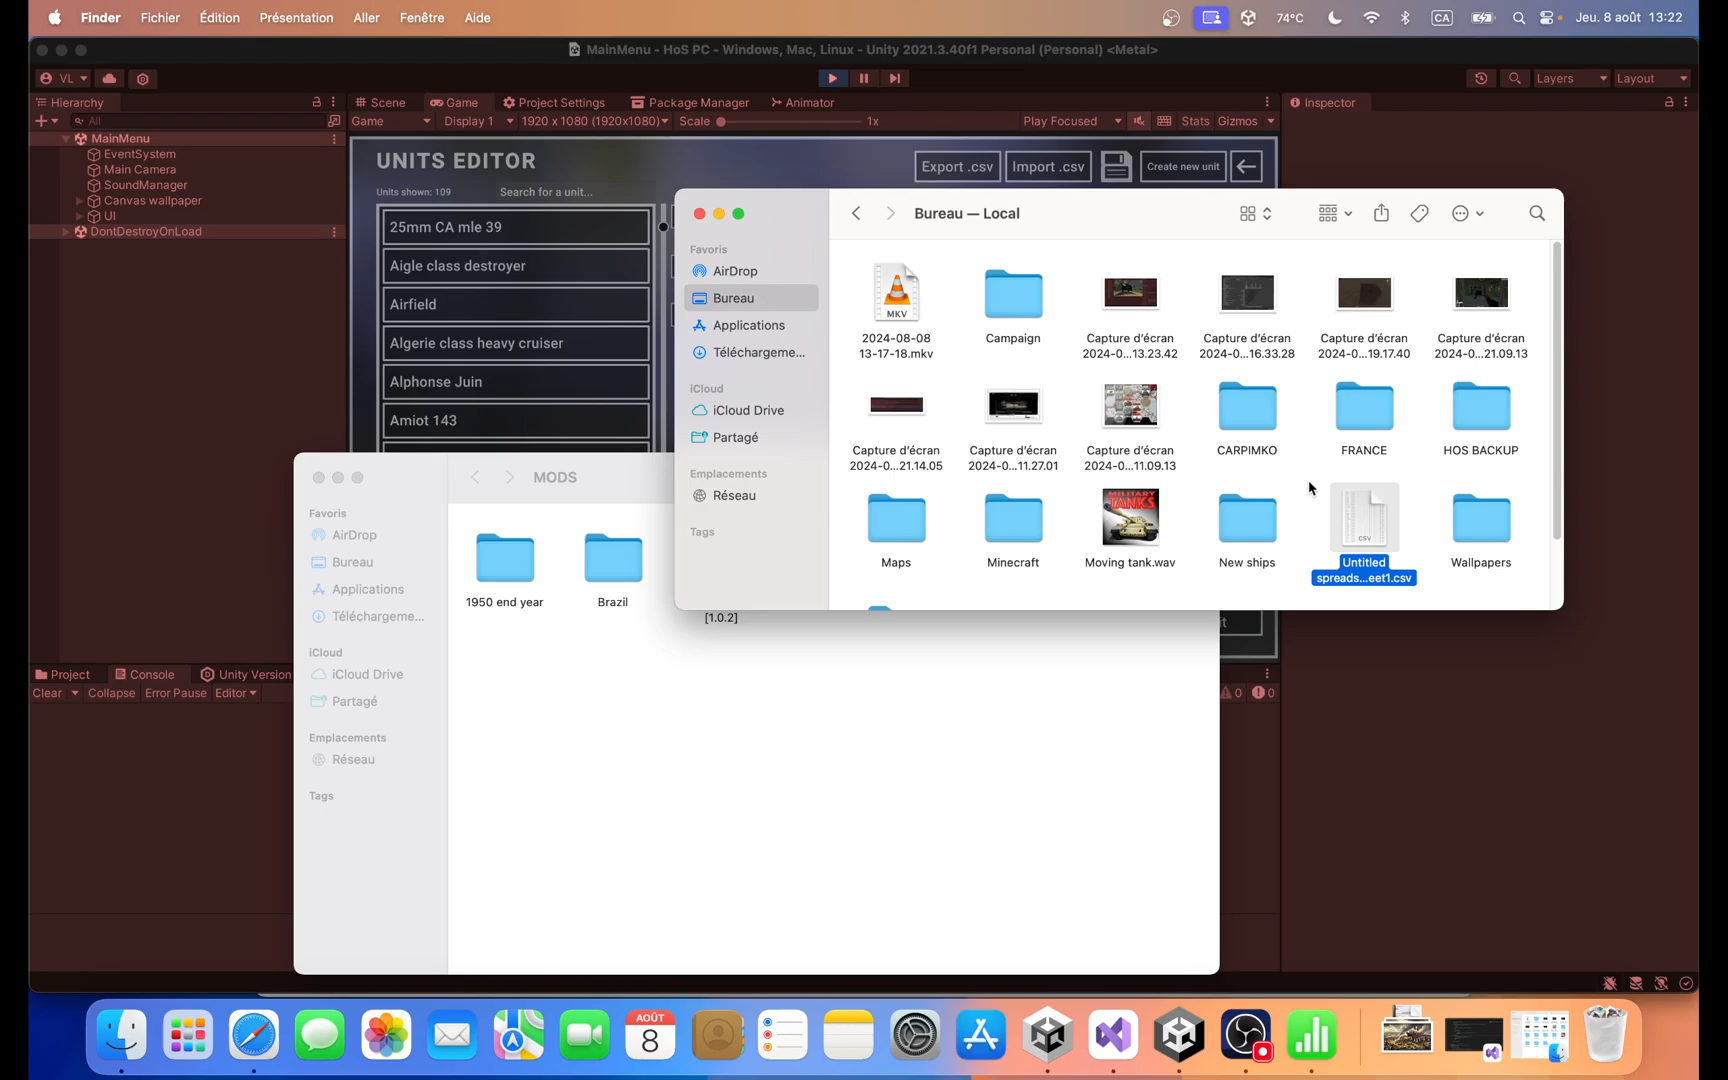 Finder Fichier Édition Présentation Aller Fenêtre Aide
74°C CA Jeu. 8 août 13:22
MainMenu - HoS PC - Windows, Mac, Linux - Unity 2021.3.40f1 Personal (Personal) <Metal>
VL
Layers Layout
Hierarchy
Scene Game Project Settings Package Manager Animator
Inspector
All
Game Display 1 1920 x 1080 (1920x1080) Scale 1x Play Focused Stats Gizmos
MainMenu
EventSystem
Main Camera
SoundManager
Canvas wallpaper
UI
DontDestroyOnLoad
UNITS EDITOR
Export .csv Import .csv Create new unit
Units shown: 109 Search for a unit...
25mm CA mle 39
Aigle class destroyer
Airfield
Algerie class heavy cruiser
Alphonse Juin
Amiot 143
Bureau — Local
Favoris
AirDrop
Bureau
Applications
Téléchargeme...
iCloud
iCloud Drive
Partagé
Emplacements
Réseau
Tags
MKV
2024-08-08
13-17-18.mkv
Campaign
Capture d'écran
2024-0...13.23.42
Capture d'écran
2024-0...16.33.28
Capture d'écran
2024-0...19.17.40
Capture d'écran
2024-0...21.09.13
Capture d'écran
2024-0...21.14.05
Capture d'écran
2024-0...11.27.01
Capture d'écran
2024-0...11.09.13
CARPIMKO
FRANCE
HOS BACKUP
Maps
Minecraft
MILITARY
TANKS
Moving tank.wav
New ships
CSV
Untitled
spreads...eet1.csv
Wallpapers
MODS
Favoris
AirDrop
Bureau
Applications
Téléchargeme...
iCloud
iCloud Drive
Partagé
Emplacements
Réseau
Tags
1950 end year
Brazil
[1.0.2]
it
Project Console Unity Version
Clear Collapse Error Pause Editor
0 0
AOÛT
8